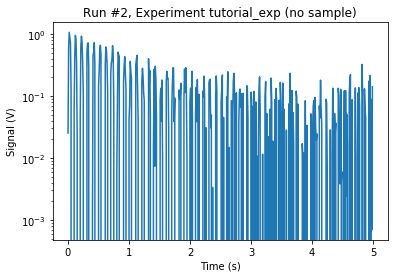 Run #2, Experiment tutorial_exp (no sample)
Signal (V)
10⁰
10⁻¹
10⁻²
10⁻³
0 1 2 3 4 5
Time (s)